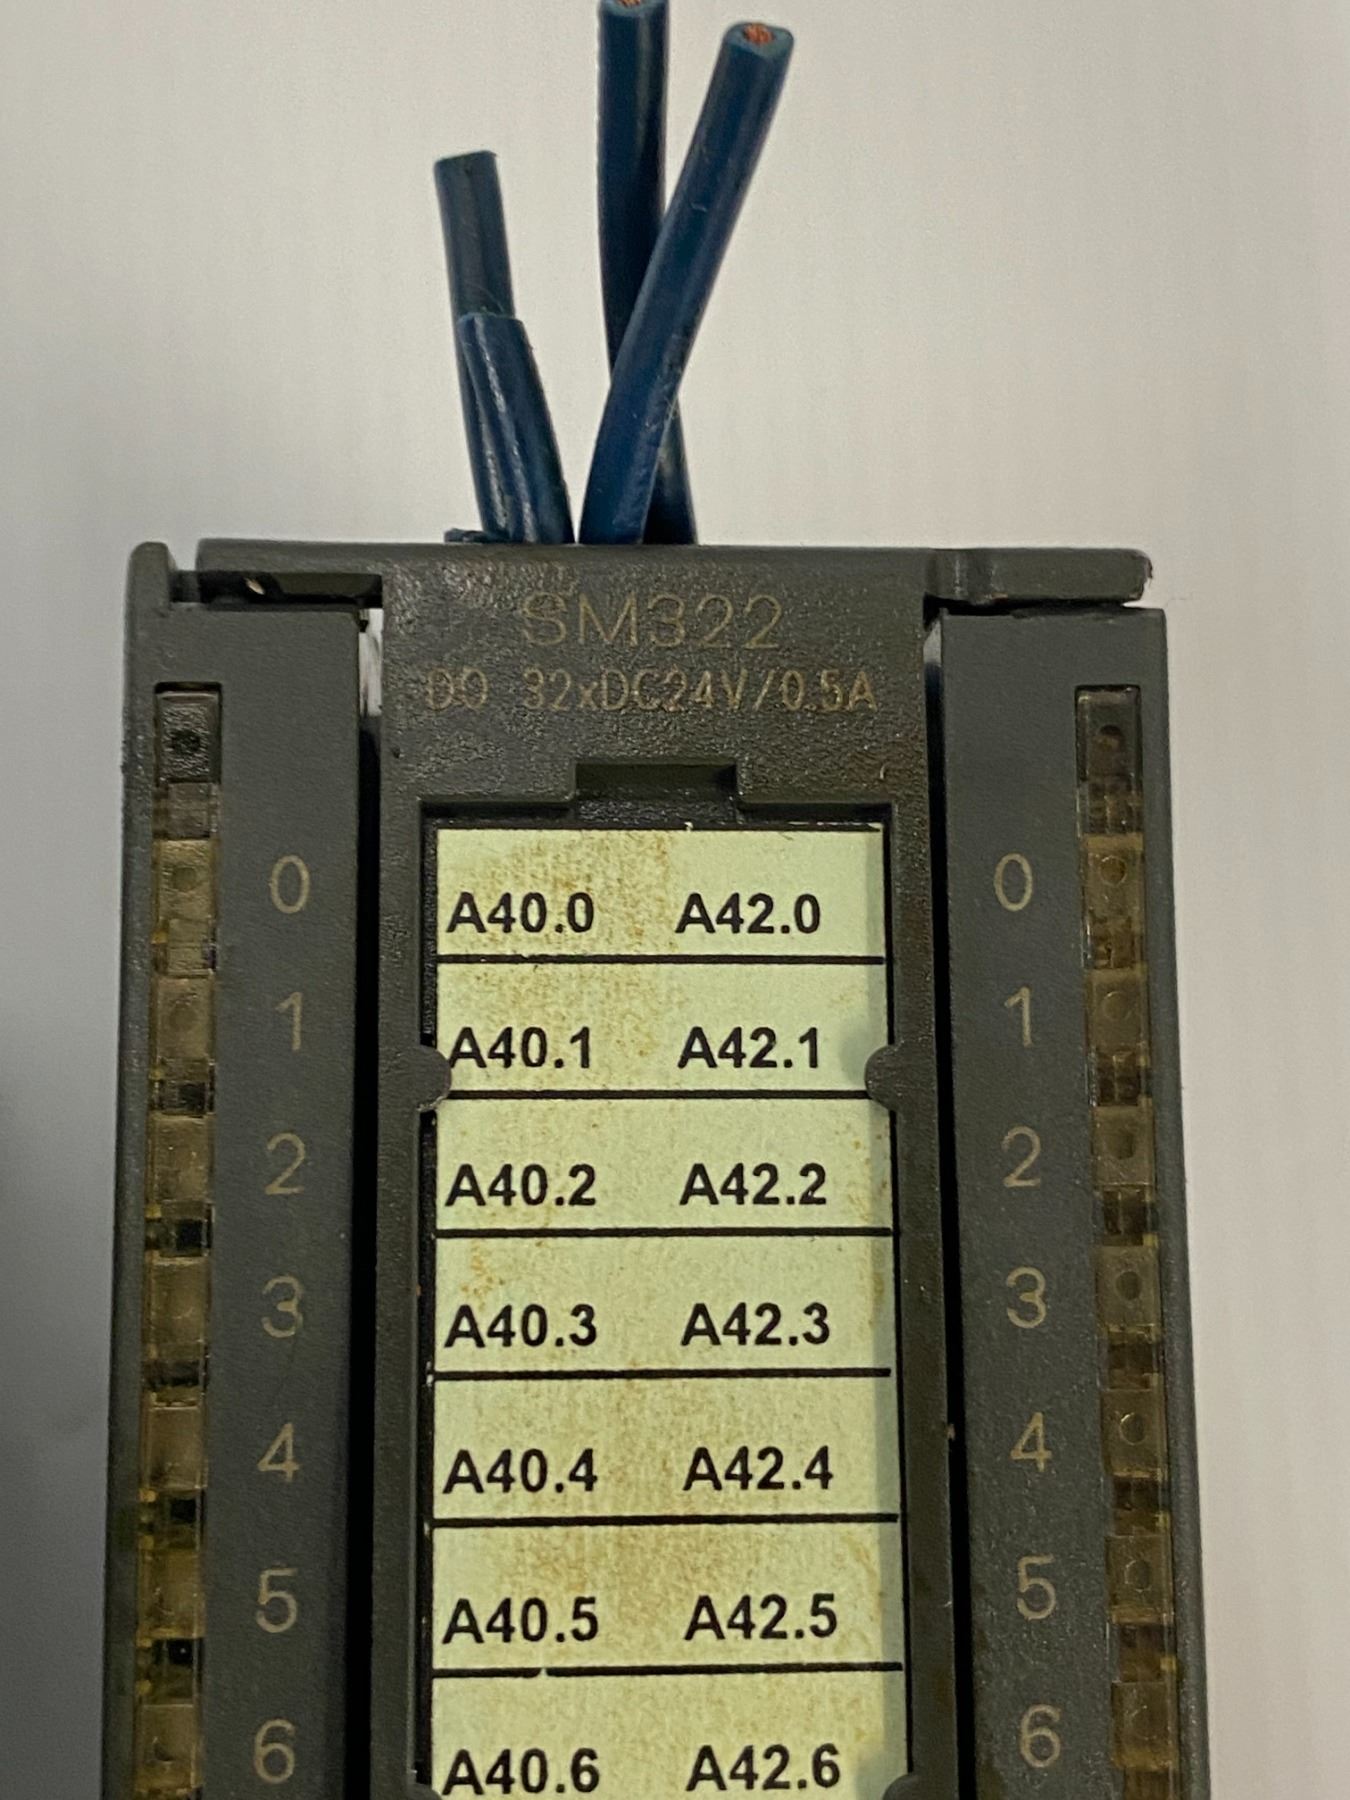 SM322
DO 32xDC24V/0.5A
0 A40.0 A42.0 0
1 A40.1 A42.1 1
2 A40.2 A42.2 2
3 A40.3 A42.3 3
4 A40.4 A42.4 4
5 A40.5 A42.5 5
6 A40.6 A42.6 6